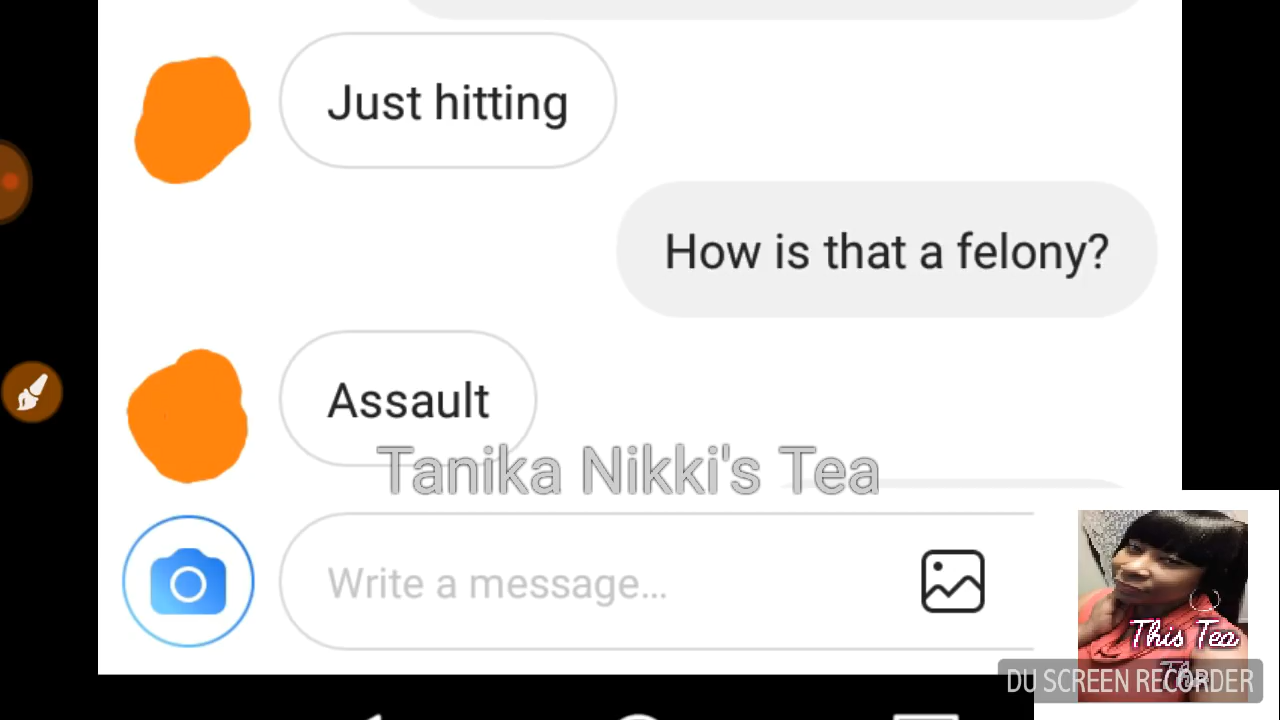 Just hitting
How is that a felony?
Assault
Tanika Nikki's Tea
Write a message...
This Tea
DU SCREEN RECORDER